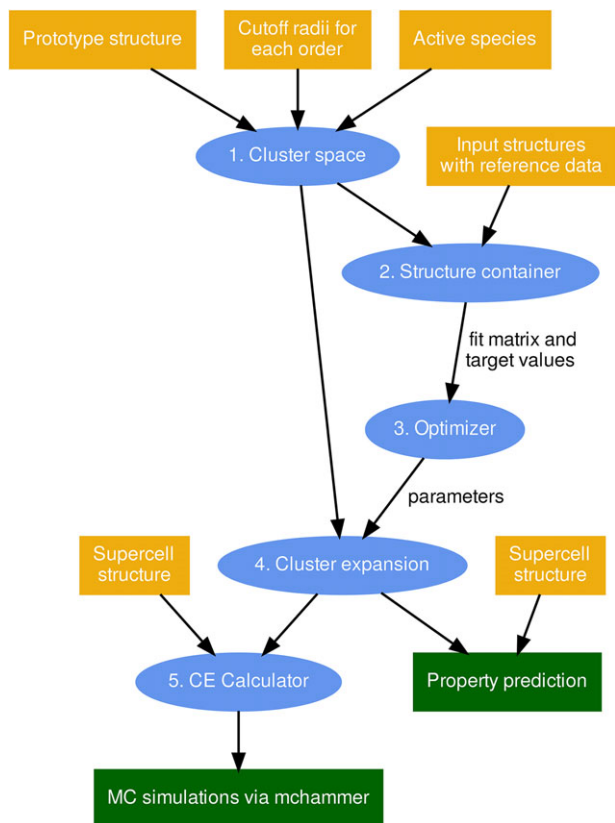 Prototype structure
Cutoff radii for
each order
Active species
1. Cluster space
Input structures
with reference data
2. Structure container
fit matrix and
target values
3. Optimizer
parameters
Supercell
structure
4. Cluster expansion
Supercell
structure
5. CE Calculator
Property prediction
MC simulations via mchammer